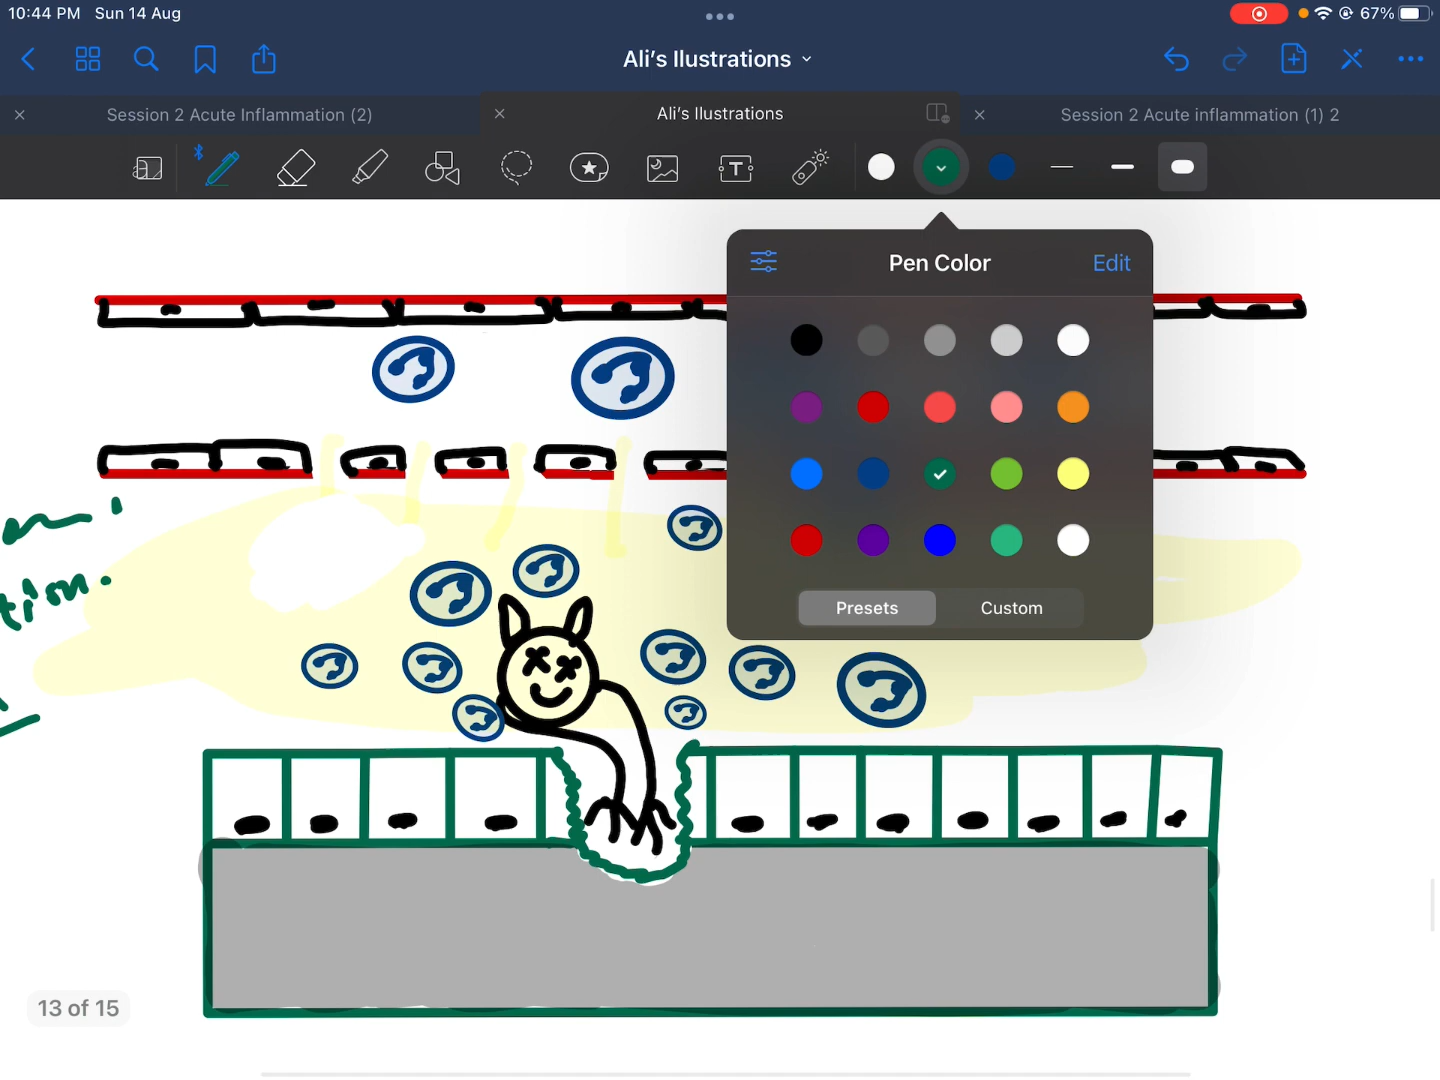 10:44 PM Sun 14 Aug
67%
Ali's Ilustrations
Session 2 Acute Inflammation (2)
Ali's Ilustrations
Session 2 Acute inflammation (1) 2
T
Pen Color
Edit
Presets
Custom
tion.
13 of 15